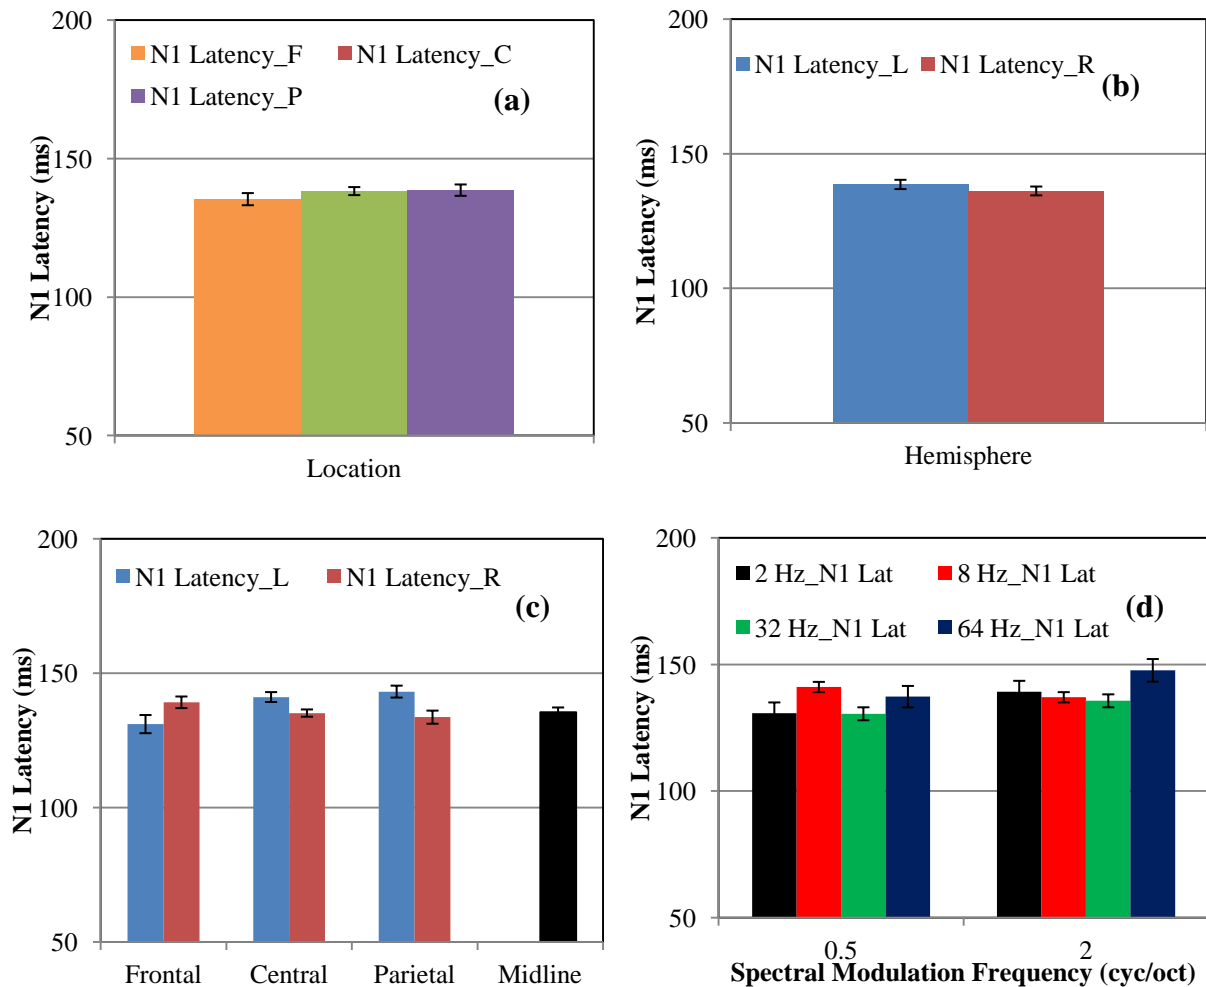 200
150
100
50
N1 Latency (ms)
N1 Latency_F N1 Latency_C
N1 Latency_P
(a)
Location
200
150
100
50
N1 Latency (ms)
N1 Latency_L N1 Latency_R
(b)
Hemisphere
200
150
100
50
N1 Latency (ms)
N1 Latency_L N1 Latency_R
(c)
Frontal Central Parietal Midline
200
150
100
50
N1 Latency (ms)
2 Hz_N1 Lat 8 Hz_N1 Lat
32 Hz_N1 Lat 64 Hz_N1 Lat
(d)
0.5 2
Spectral Modulation Frequency (cyc/oct)